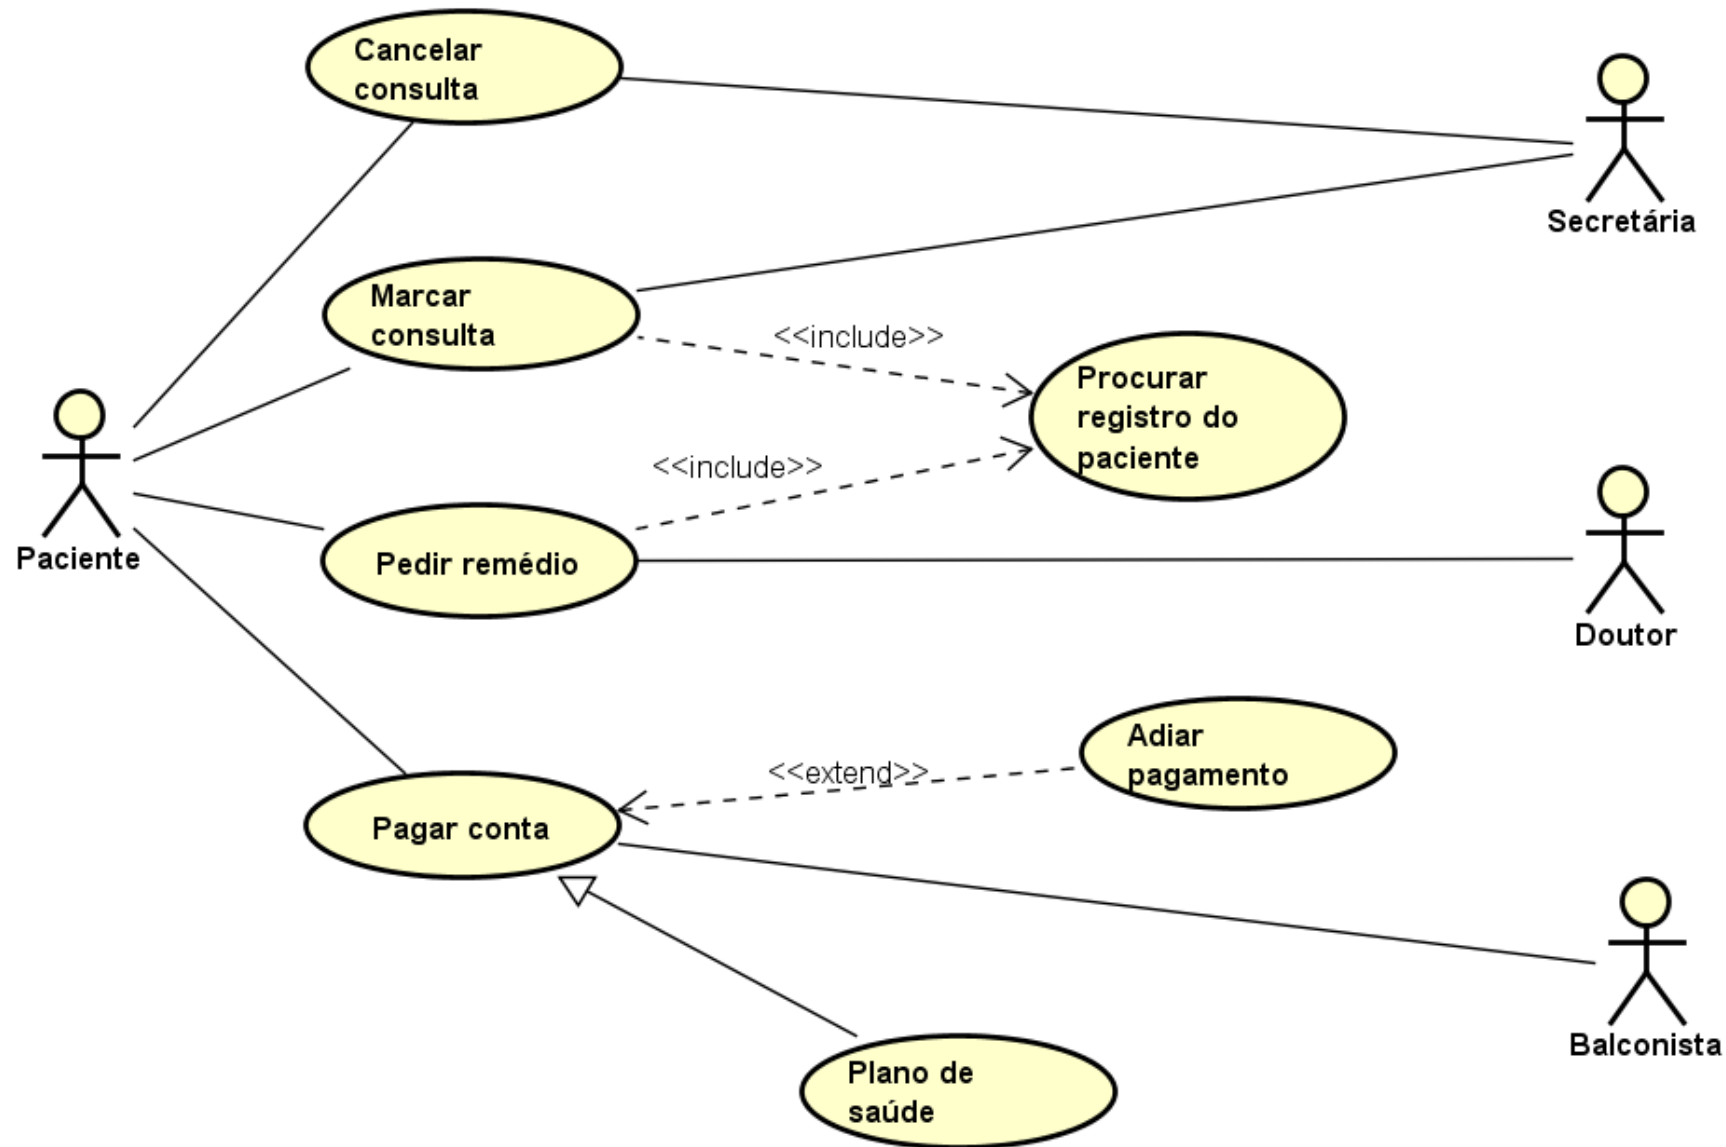 Cancelar
consulta
Secretária
Marcar
consulta
<<include>>
Procurar
registro do
paciente
<<include>>
Paciente
Pedir remédio
Doutor
Adiar
pagamento
<<extend>>
Pagar conta
Balconista
Plano de
saúde